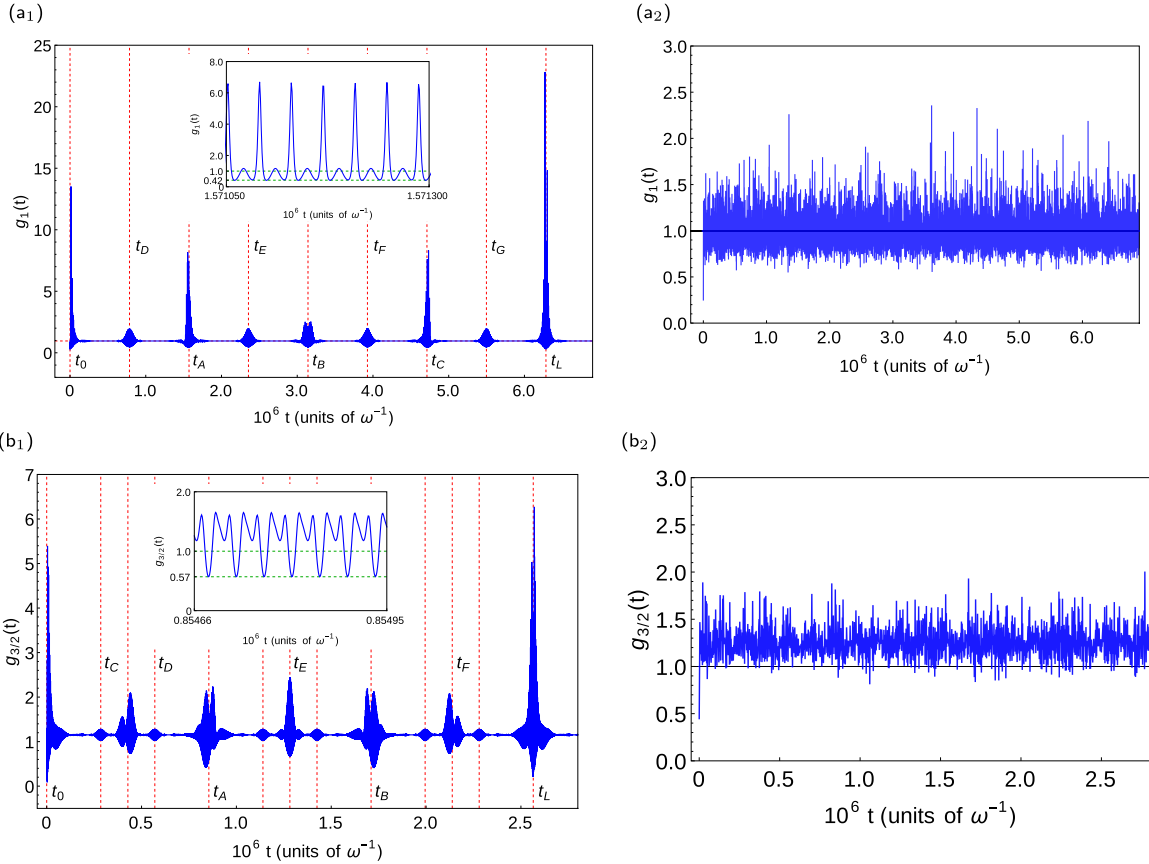 (a₁)
25
20
15
10
5
0
g₁(t)
8.0
6.0
4.0
2.0
1.0
0.42
0
g₁(t)
1.571050
1.571300
10⁶ t (units of ω⁻¹)
t_D
t_E
t_F
t_G
t₀
t_A
t_B
t_C
t_L
0
1.0
2.0
3.0
4.0
5.0
6.0
10⁶ t (units of ω⁻¹)
(a₂)
3.0
2.5
2.0
1.5
1.0
0.5
0.0
g₁(t)
0
1.0
2.0
3.0
4.0
5.0
6.0
10⁶ t (units of ω⁻¹)
(b₁)
7
6
5
4
3
2
1
0
g₃/₂(t)
2.0
1.0
0.57
0
g₃/₂(t)
0.85466
0.85495
10⁶ t (units of ω⁻¹)
t_C
t_D
t_E
t_F
t₀
t_A
t_B
t_L
0
0.5
1.0
1.5
2.0
2.5
10⁶ t (units of ω⁻¹)
(b₂)
3.0
2.5
2.0
1.5
1.0
0.5
0.0
g₃/₂(t)
0
0.5
1.0
1.5
2.0
2.5
10⁶ t (units of ω⁻¹)